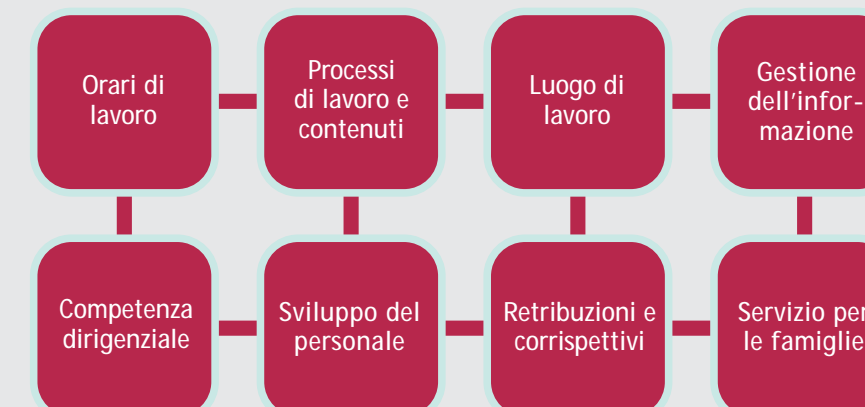 Orari di
lavoro
Processi
di lavoro e
contenuti
Luogo di
lavoro
Gestione
dell'infor-
mazione
Competenza
dirigenziale
Sviluppo del
personale
Retribuzioni e
corrispettivi
Servizio per
le famiglie